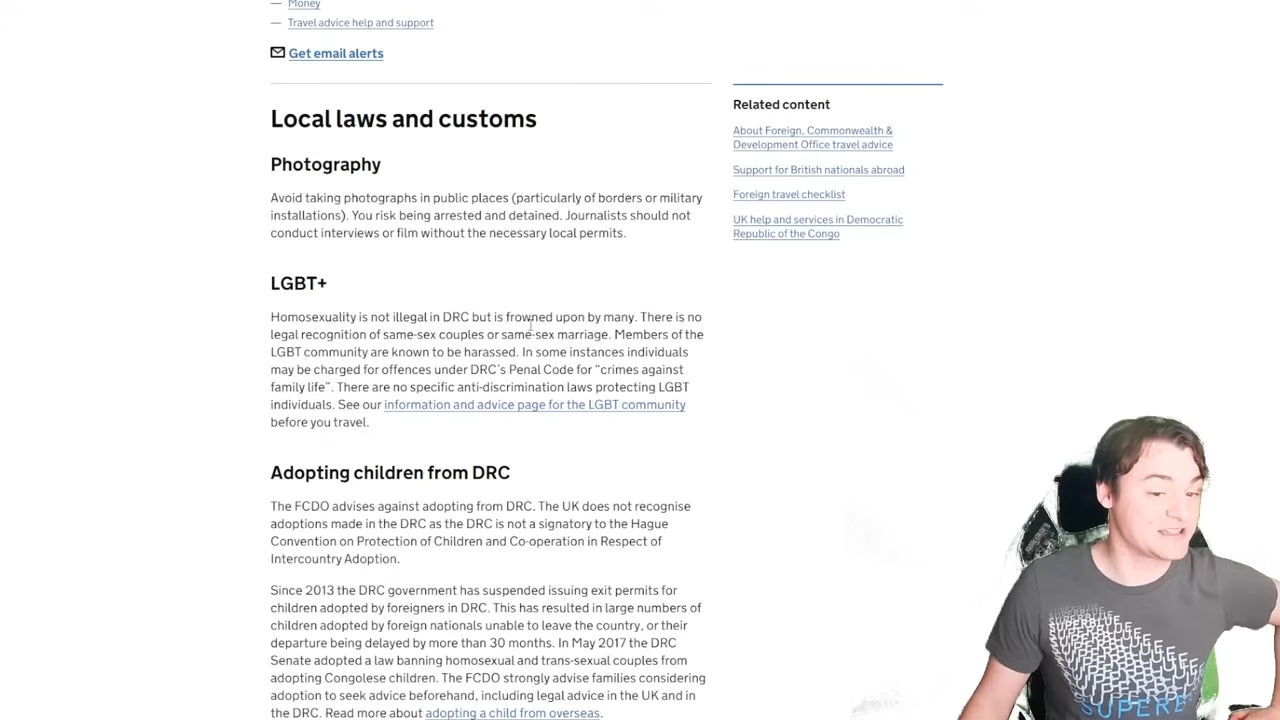 — Money
— Travel advice help and support
Get email alerts
Local laws and customs
Photography
Avoid taking photographs in public places (particularly of borders or military
installations). You risk being arrested and detained. Journalists should not
conduct interviews or film without the necessary local permits.
LGBT+
Homosexuality is not illegal in DRC but is frowned upon by many. There is no
legal recognition of same-sex couples or same-sex marriage. Members of the
LGBT community are known to be harassed. In some instances individuals
may be charged for offences under DRC's Penal Code for “crimes against
family life”. There are no specific anti-discrimination laws protecting LGBT
individuals. See our information and advice page for the LGBT community
before you travel.
Adopting children from DRC
The FCDO advises against adopting from DRC. The UK does not recognise
adoptions made in the DRC as the DRC is not a signatory to the Hague
Convention on Protection of Children and Co-operation in Respect of
Intercountry Adoption.
Since 2013 the DRC government has suspended issuing exit permits for
children adopted by foreigners in DRC. This has resulted in large numbers of
children adopted by foreign nationals unable to leave the country, or their
departure being delayed by more than 30 months. In May 2017 the DRC
Senate adopted a law banning homosexual and trans-sexual couples from
adopting Congolese children. The FCDO strongly advise families considering
adoption to seek advice beforehand, including legal advice in the UK and in
the DRC. Read more about adopting a child from overseas.
Related content
About Foreign, Commonwealth &
Development Office travel advice
Support for British nationals abroad
Foreign travel checklist
UK help and services in Democratic
Republic of the Congo